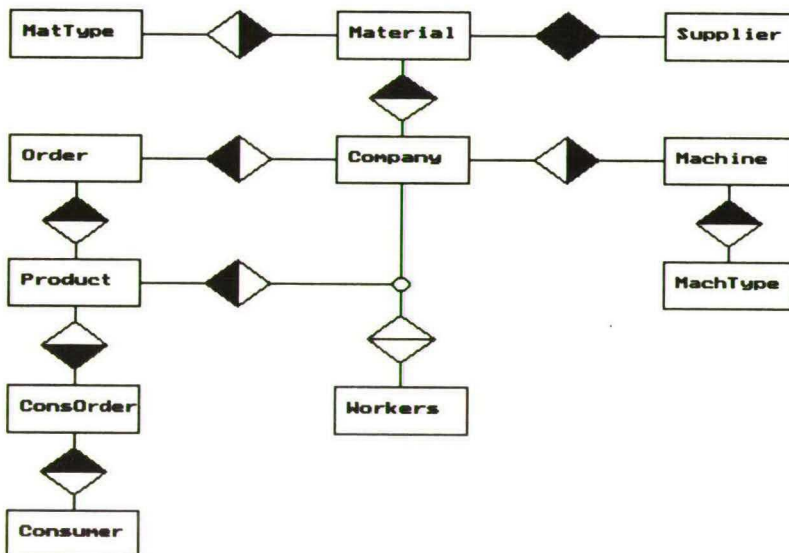 MatType
Material
Supplier
Order
Company
Machine
Product
MachType
ConsOrder
Workers
Consumer